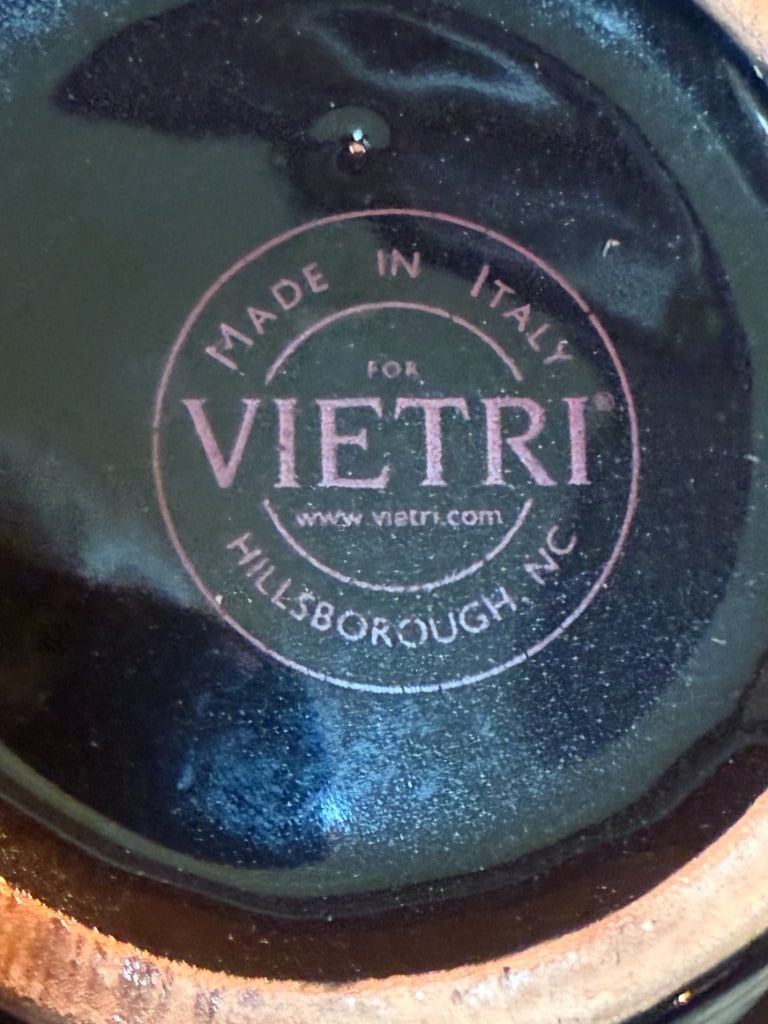 MADE IN ITALY
FOR
VIETRI®
www.vietri.com
HILLSBOROUGH, NC